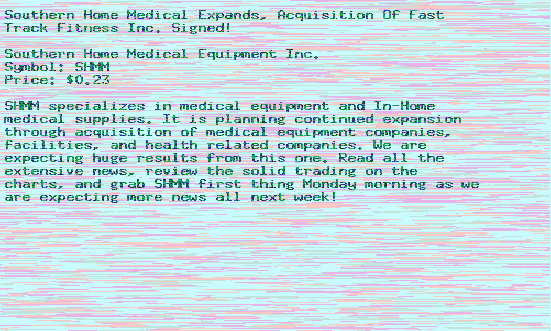 Southern Home Medical Expands, Acquisition Of Fast
Track Fitness Inc. Signed!
Southern Home Medical Equipment Inc.
Symbol: SHMM
Price: $0.23
SHMM specializes in medical equipment and In-Home
medical supplies. It is planning continued expansion
through acquisition of medical equipment companies,
facilities, and health related companies. We are
expecting huge results from this one. Read all the
extensive news, review the solid trading on the
charts, and grab SHMM first thing Monday morning as we
are expecting more news all next week!